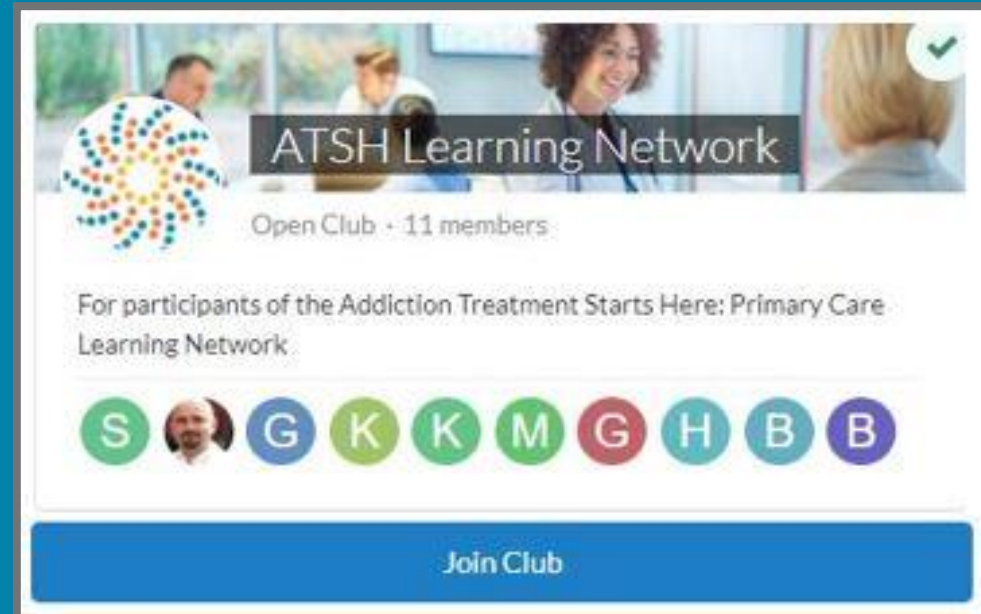 ATSH Learning Network
Open Club · 11 members
For participants of the Addiction Treatment Starts Here: Primary Care
Learning Network
S G K K M G H B B
Join Club